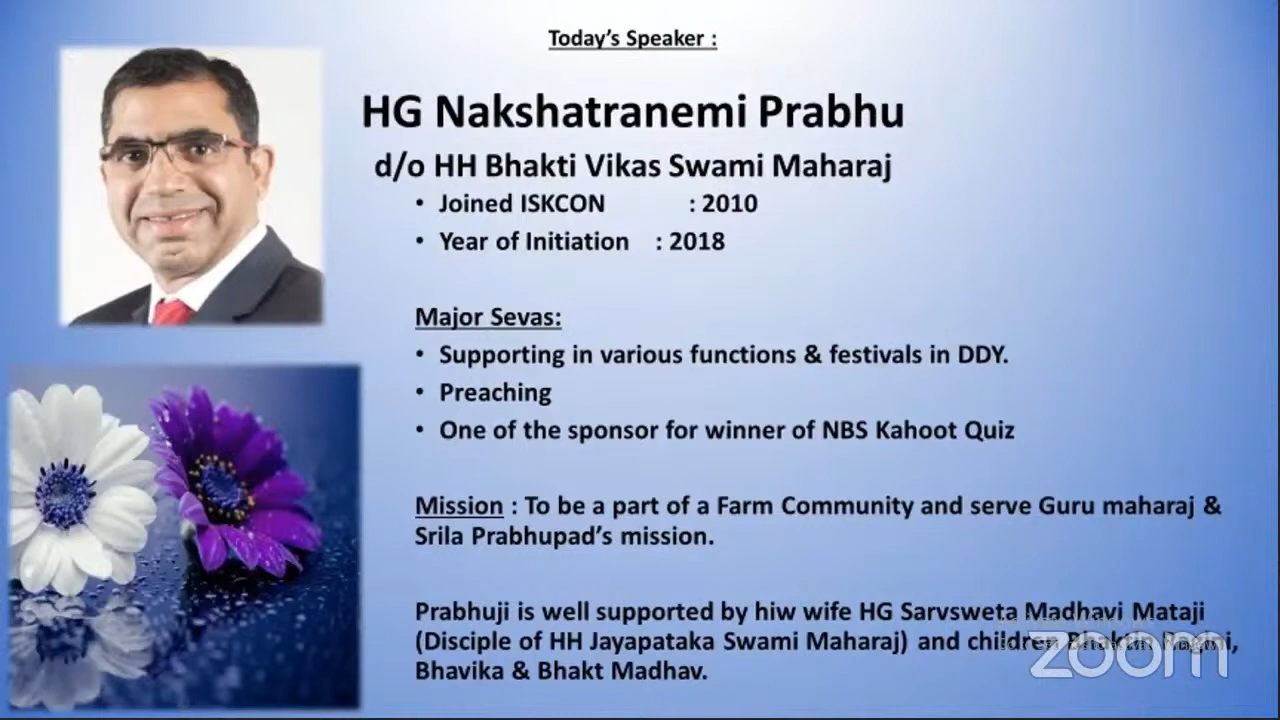 Today's Speaker :
HG Nakshatranemi Prabhu
d/o HH Bhakti Vikas Swami Maharaj
• Joined ISKCON : 2010
• Year of Initiation : 2018
Major Sevas:
• Supporting in various functions & festivals in DDY.
• Preaching
• One of the sponsor for winner of NBS Kahoot Quiz
Mission : To be a part of a Farm Community and serve Guru maharaj &
Srila Prabhupad's mission.
Prabhuji is well supported by hiw wife HG Sarvsweta Madhavi Mataji
(Disciple of HH Jayapataka Swami Maharaj) and children
Bhavika & Bhakt Madhav.
zoom